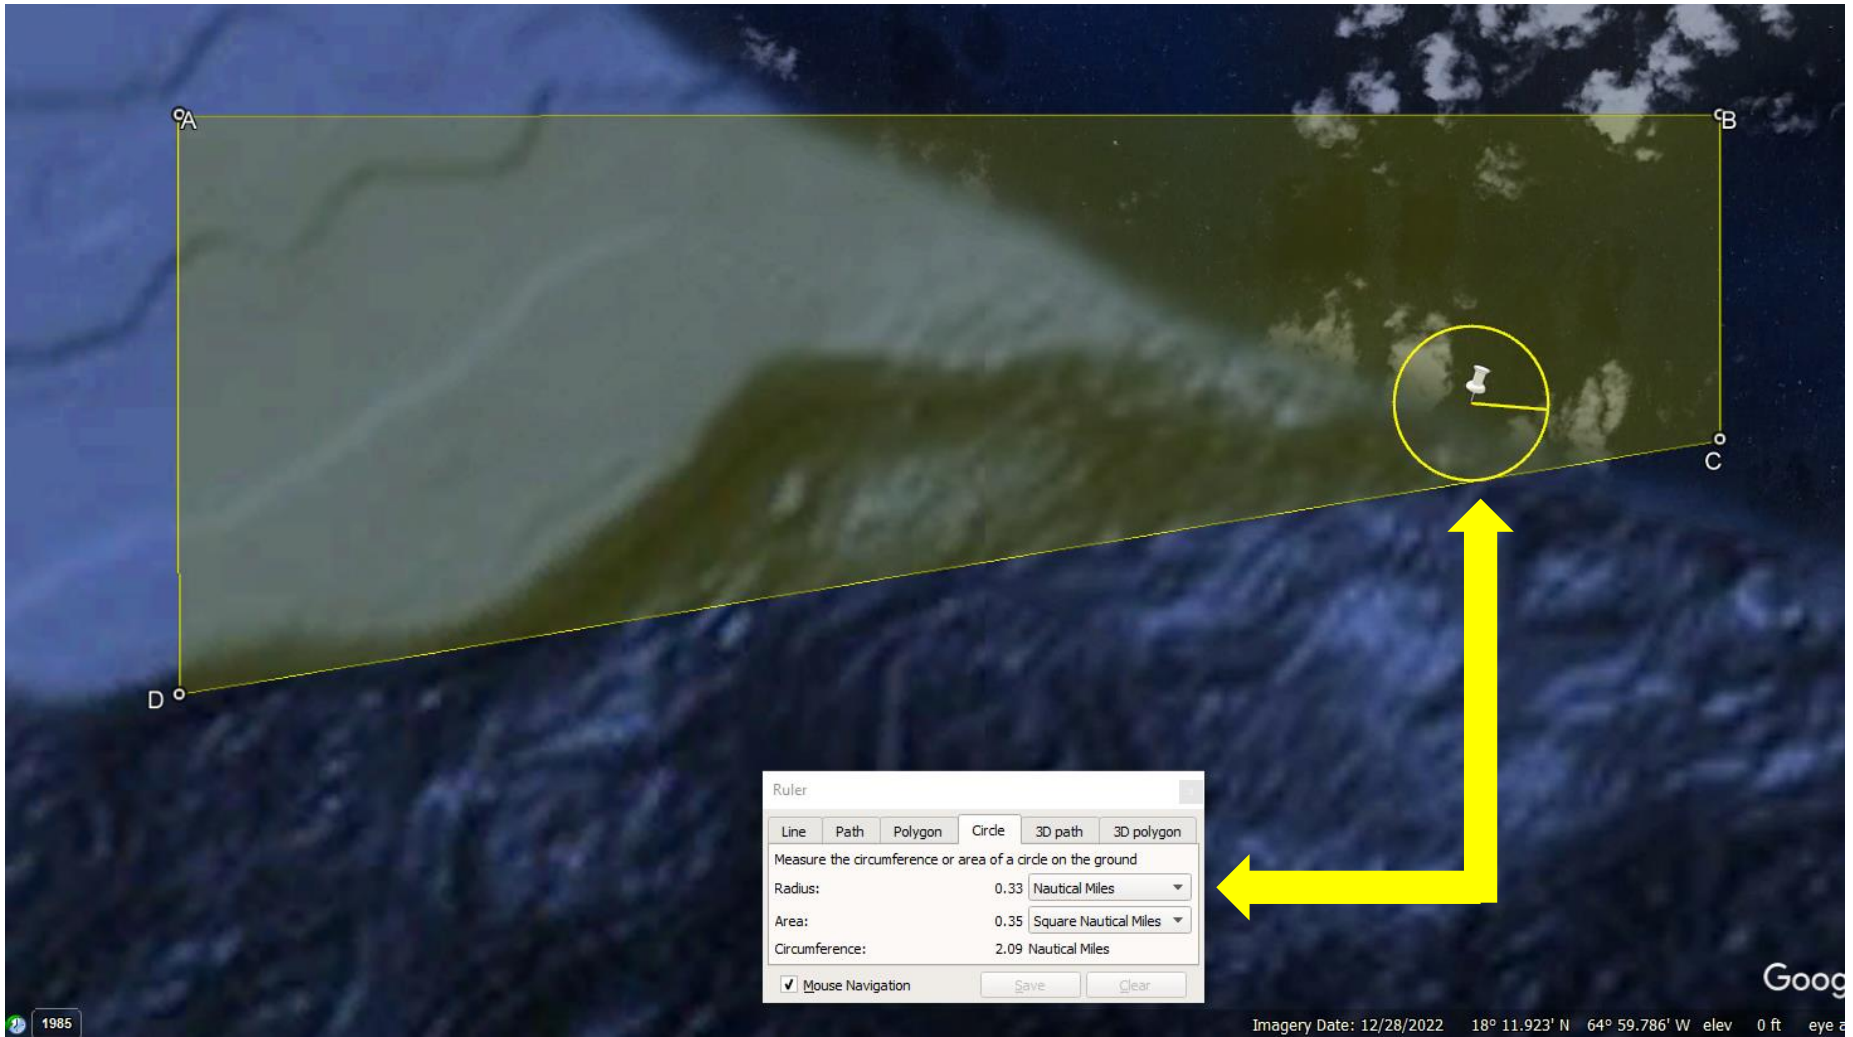 A
B
C
D
Ruler
Line Path Polygon Circle 3D path 3D polygon
Measure the circumference or area of a circle on the ground
Radius: 0.33 Nautical Miles
Area: 0.35 Square Nautical Miles
Circumference: 2.09 Nautical Miles
Mouse Navigation Save Clear
Goog
1985 Imagery Date: 12/28/2022 18° 11.923' N 64° 59.786' W elev 0 ft eye a